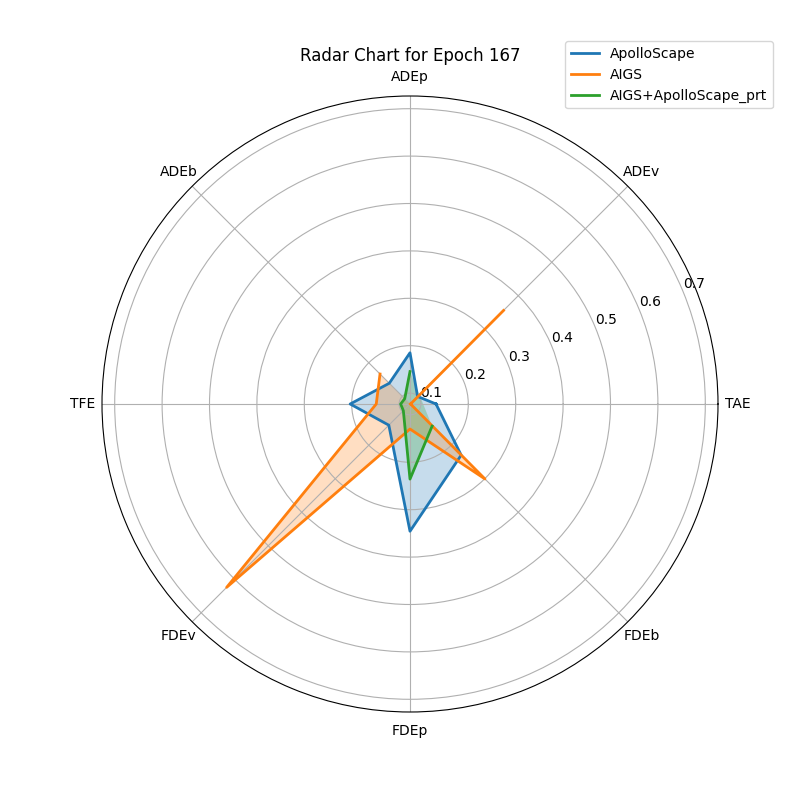 Radar Chart for Epoch 167
ApolloScape
AIGS
AIGS+ApolloScape_prt
ADEp
ADEb
ADEv
0.7
0.6
0.5
0.4
0.3
0.2
0.1
TFE
TAE
FDEv
FDEb
FDEp